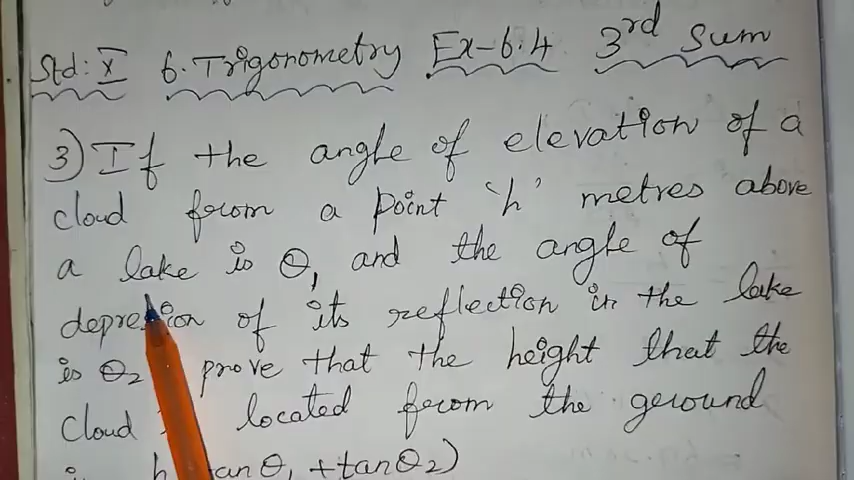 Std: X 6. Trigonometry Ex-6.4 3rd Sum
3) If the angle of elevation of a
cloud from a point 'h' metres above
a lake is θ₁ and the angle of
depression of its reflection in the lake
is θ₂ prove that the height that the
cloud located from the ground
h tanθ₁ + tanθ₂)